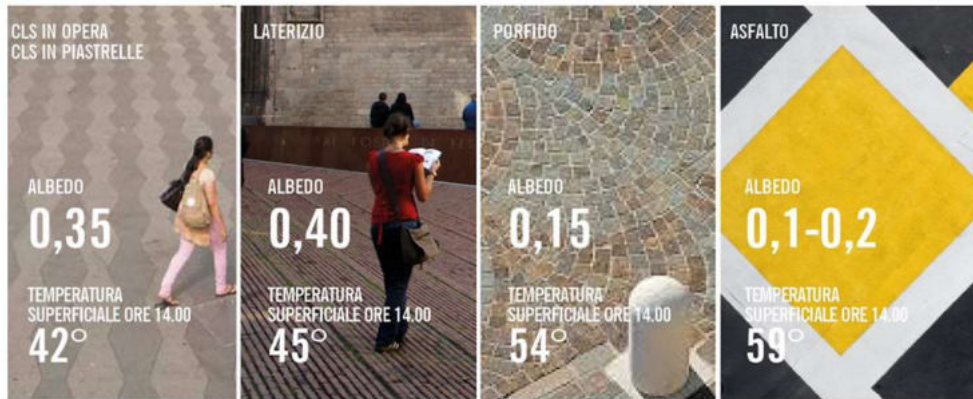 CLS IN OPERA
CLS IN PIASTRELLE
ALBEDO
0,35
TEMPERATURA
SUPERFICIALE ORE 14.00
42°
LATERIZIO
ALBEDO
0,40
TEMPERATURA
SUPERFICIALE ORE 14.00
45°
PORFIDO
ALBEDO
0,15
TEMPERATURA
SUPERFICIALE ORE 14.00
54°
ASFALTO
ALBEDO
0,1-0,2
TEMPERATURA
SUPERFICIALE ORE 14.00
59°